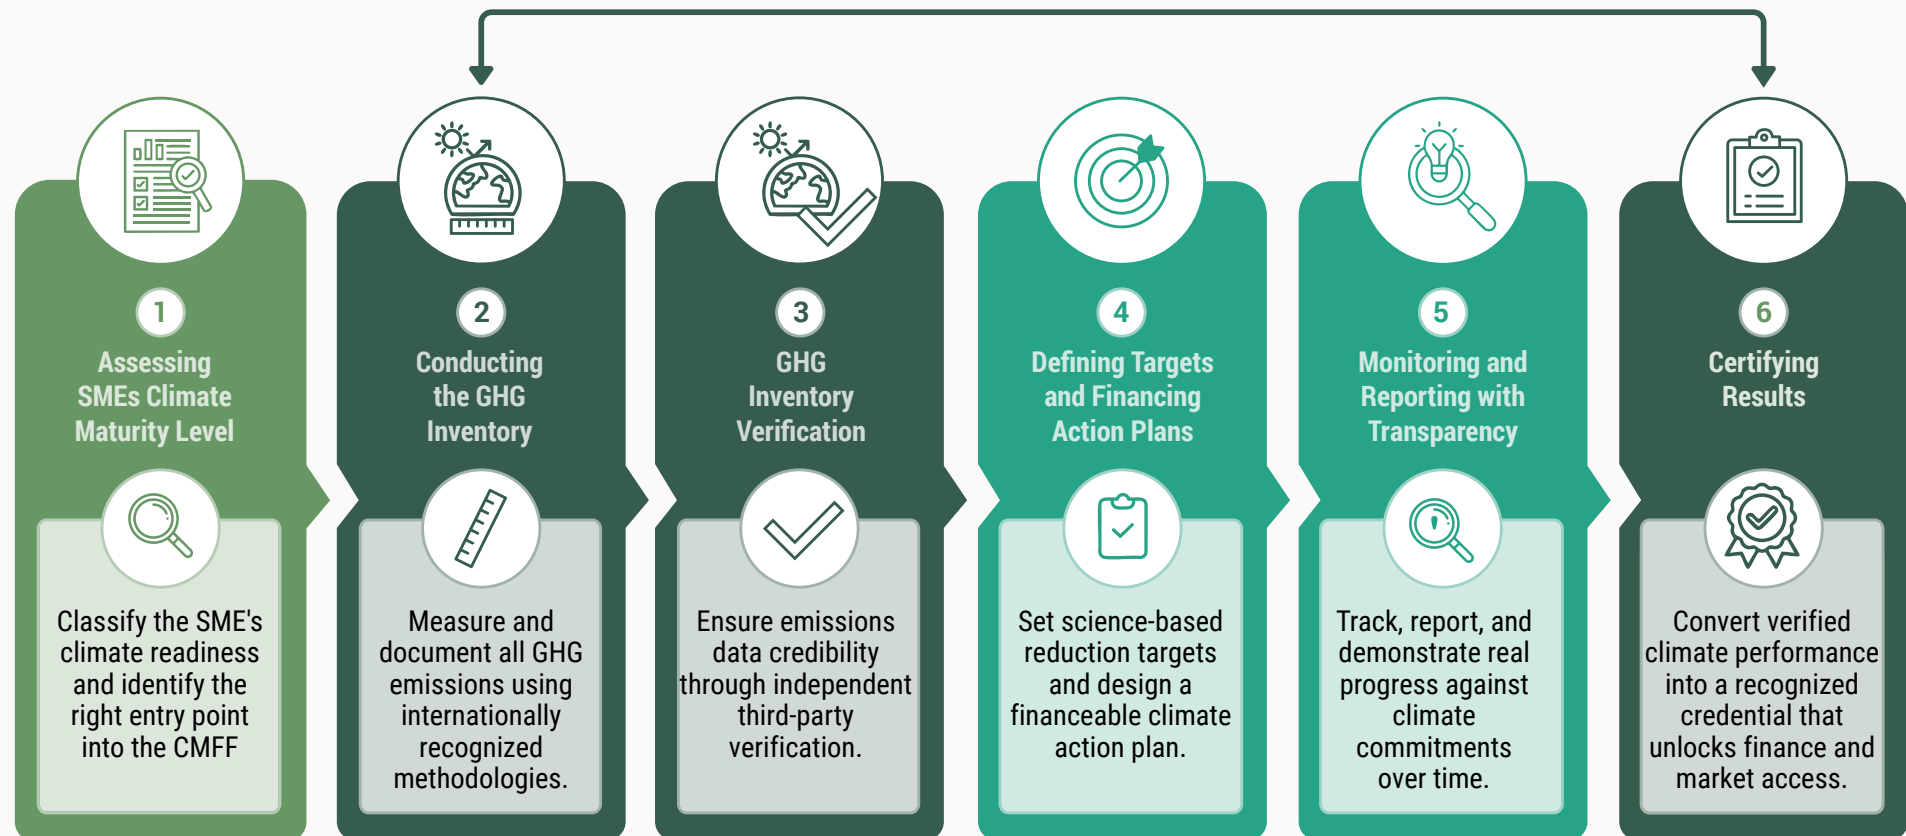 1
Assessing
SMEs Climate
Maturity Level
Classify the SME's
climate readiness
and identify the
right entry point
into the CMFF
2
Conducting
the GHG
Inventory
Measure and
document all GHG
emissions using
internationally
recognized
methodologies.
3
GHG
Inventory
Verification
Ensure emissions
data credibility
through independent
third-party
verification.
4
Defining Targets
and Financing
Action Plans
Set science-based
reduction targets
and design a
financeable climate
action plan.
5
Monitoring and
Reporting with
Transparency
Track, report, and
demonstrate real
progress against
climate
commitments
over time.
6
Certifying
Results
Convert verified
climate performance
into a recognized
credential that
unlocks finance and
market access.